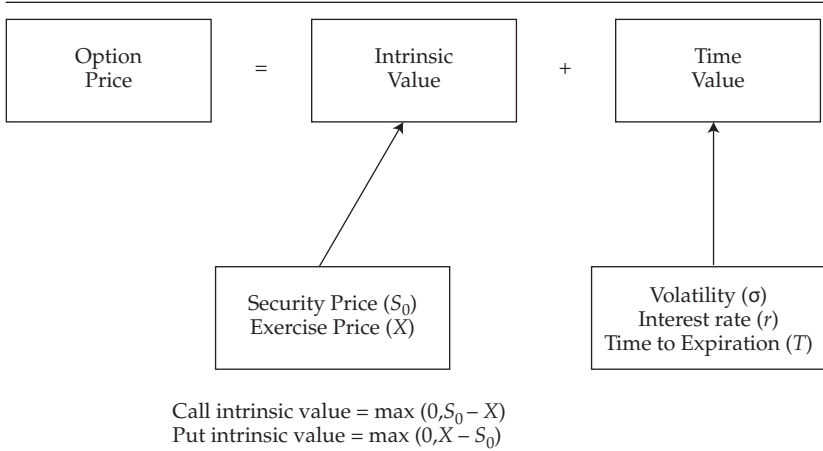 Option
Price
=
Intrinsic
Value
+
Time
Value
Security Price (S₀)
Exercise Price (X)
Volatility (σ)
Interest rate (r)
Time to Expiration (T)
Call intrinsic value = max (0,S₀ – X)
Put intrinsic value = max (0,X – S₀)